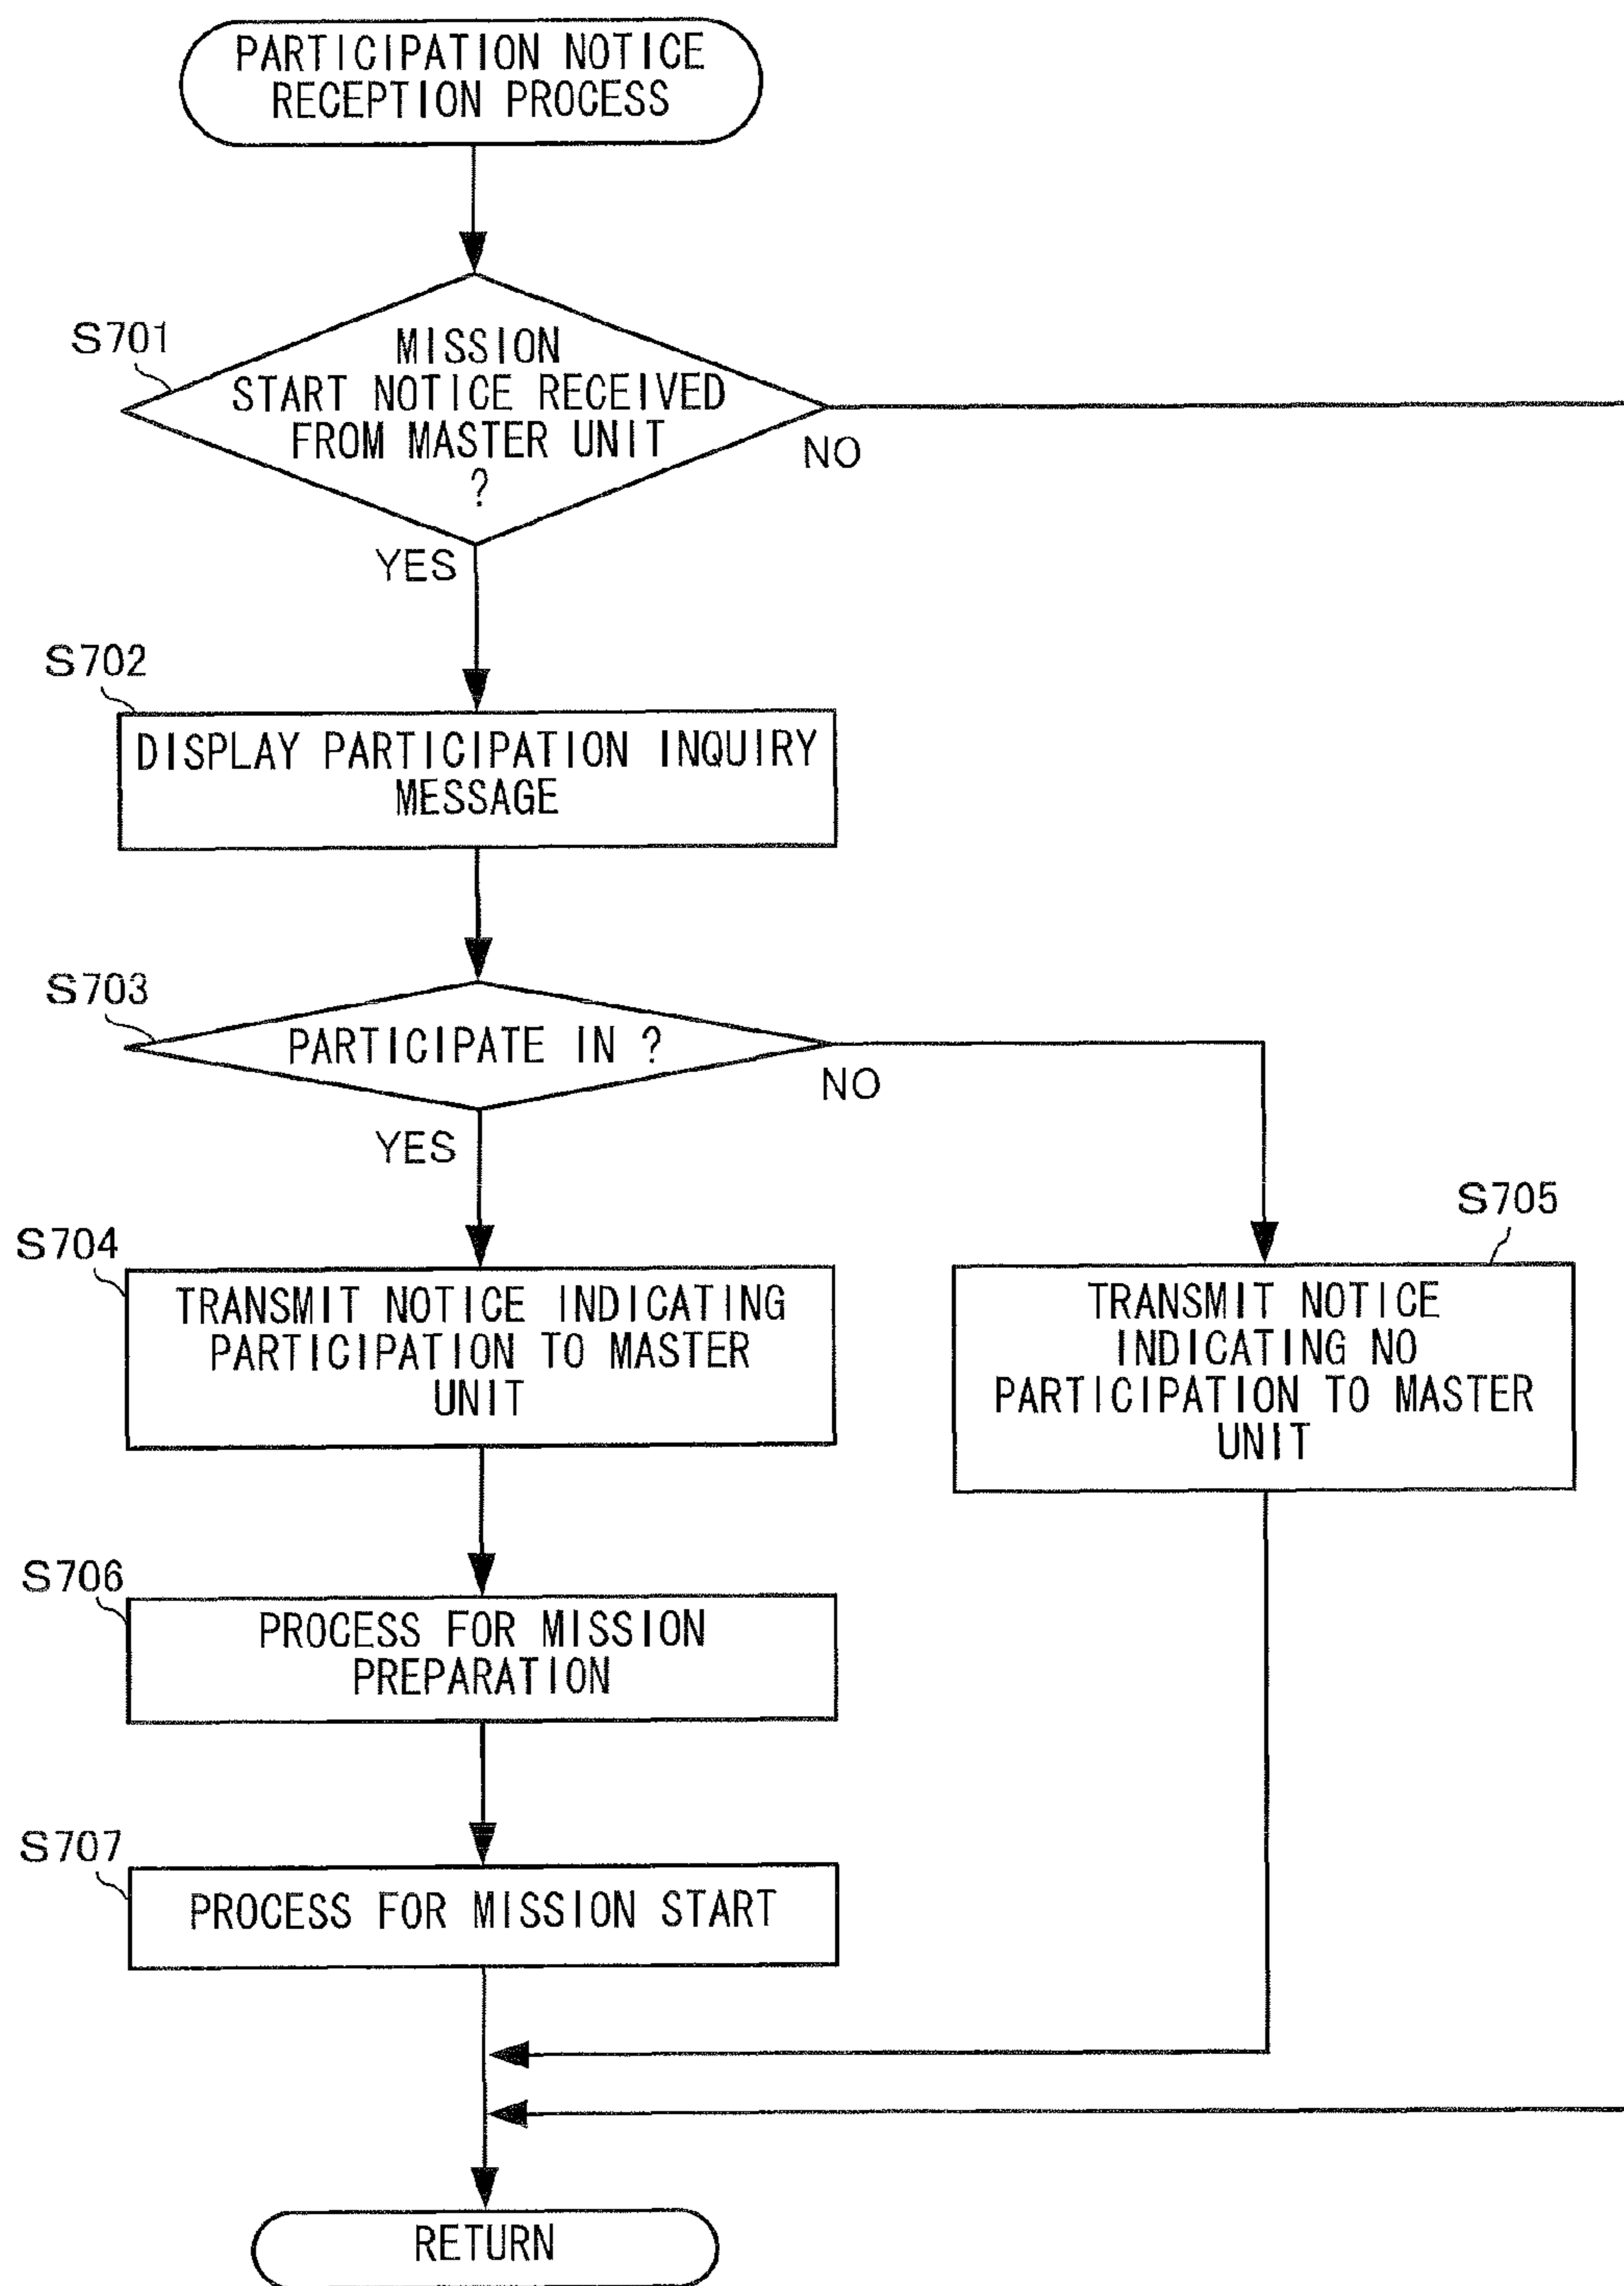 PARTICIPATION NOTICE
RECEPTION PROCESS
S701
MISSION
START NOTICE RECEIVED
FROM MASTER UNIT
?
NO
YES
S702
DISPLAY PARTICIPATION INQUIRY
MESSAGE
S703
PARTICIPATE IN ?
NO
YES
S704
TRANSMIT NOTICE INDICATING
PARTICIPATION TO MASTER
UNIT
S705
TRANSMIT NOTICE
INDICATING NO
PARTICIPATION TO MASTER
UNIT
S706
PROCESS FOR MISSION
PREPARATION
S707
PROCESS FOR MISSION START
RETURN